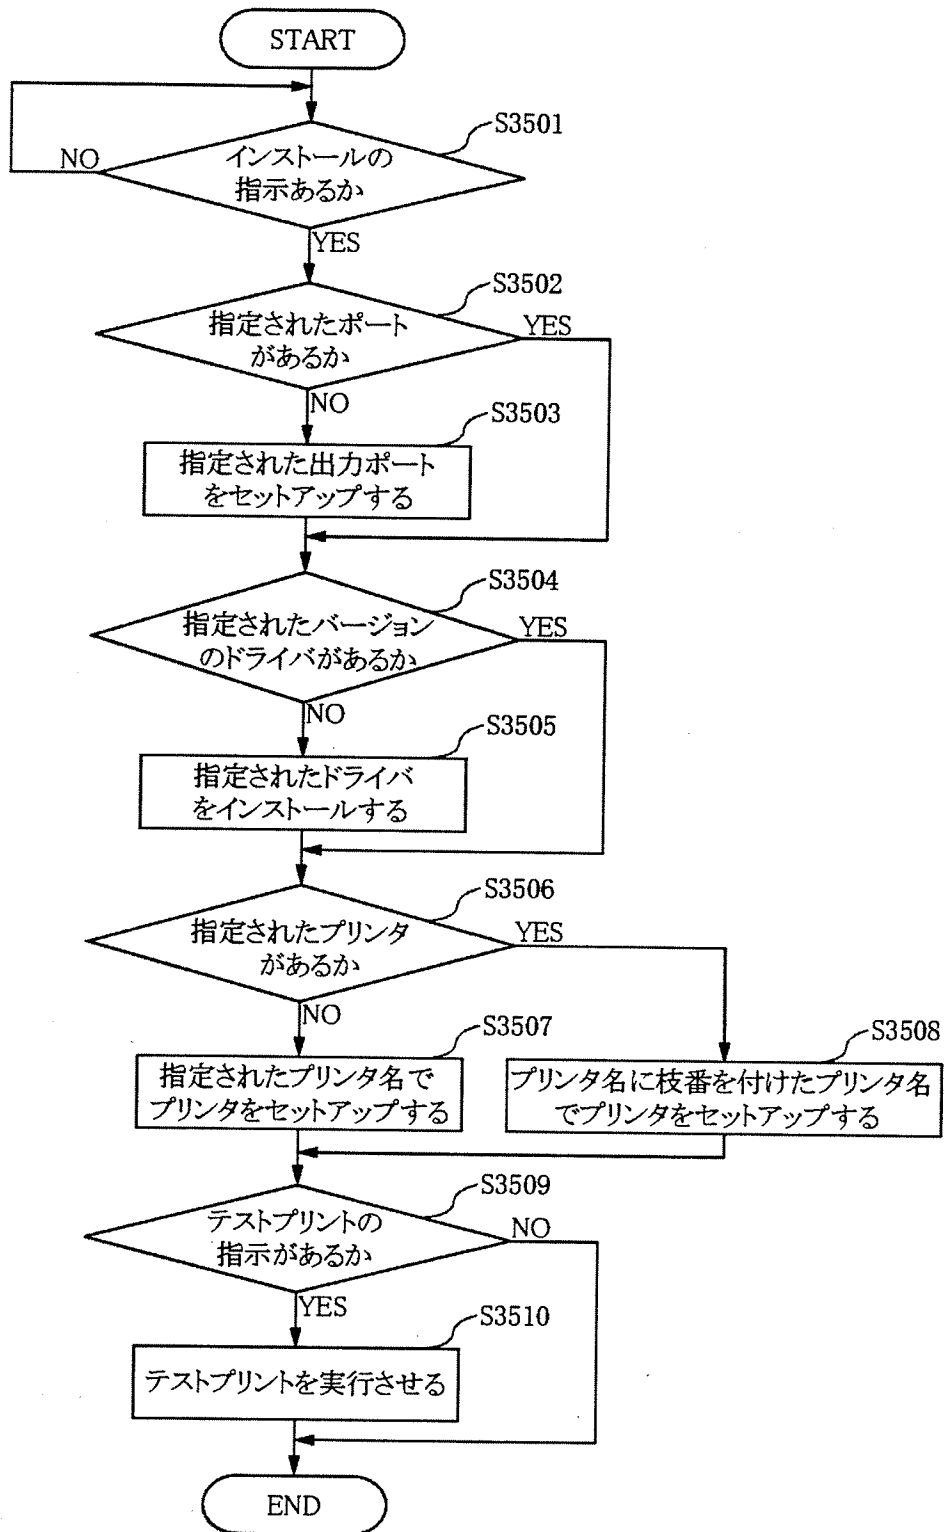 START
S3501
インストールの
指示あるか
NO
YES
S3502
指定されたポート
があるか
YES
NO
S3503
指定された出力ポート
をセットアップする
S3504
指定されたバージョン
のドライバがあるか
YES
NO
S3505
指定されたドライバ
をインストールする
S3506
指定されたプリンタ
があるか
YES
NO
S3507
指定されたプリンタ名で
プリンタをセットアップする
S3508
プリンタ名に枝番を付けたプリンタ名
でプリンタをセットアップする
S3509
テストプリントの
指示があるか
NO
YES
S3510
テストプリントを実行させる
END